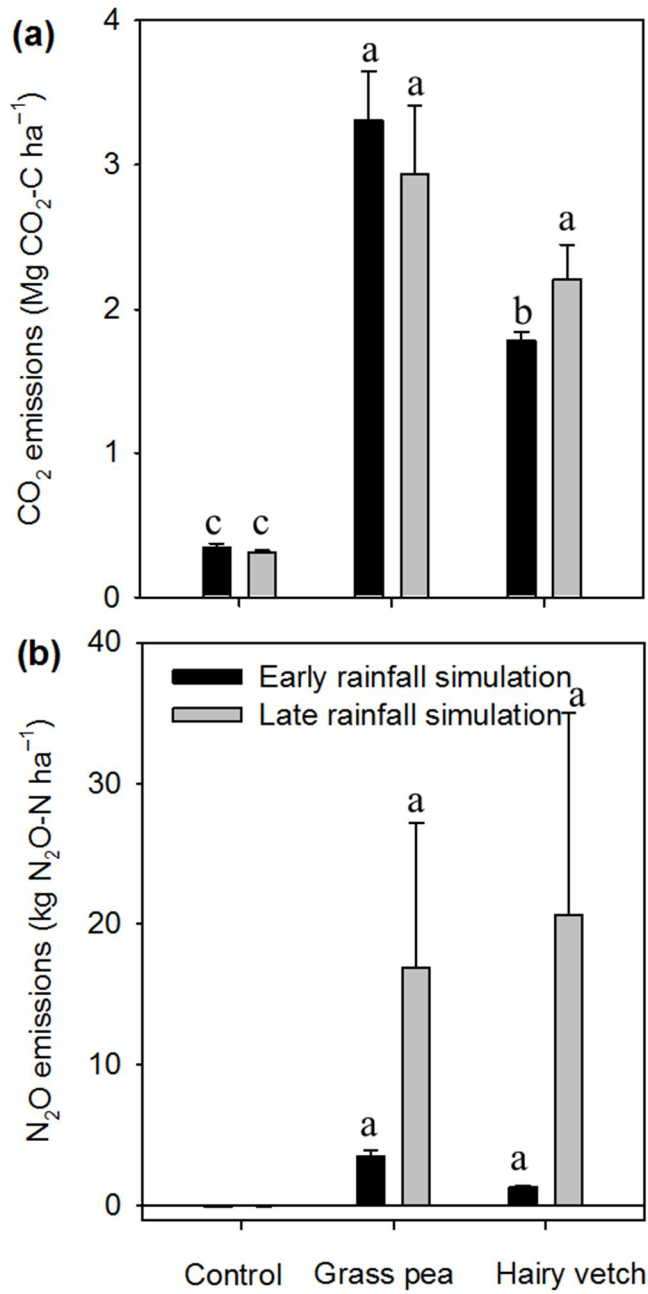 (a)
CO₂ emissions (Mg CO₂-C ha⁻¹)
4
3
2
1
0
c c a a b a
(b)
N₂O emissions (kg N₂O-N ha⁻¹)
40
30
20
10
0
Early rainfall simulation
Late rainfall simulation
a a a a
Control Grass pea Hairy vetch